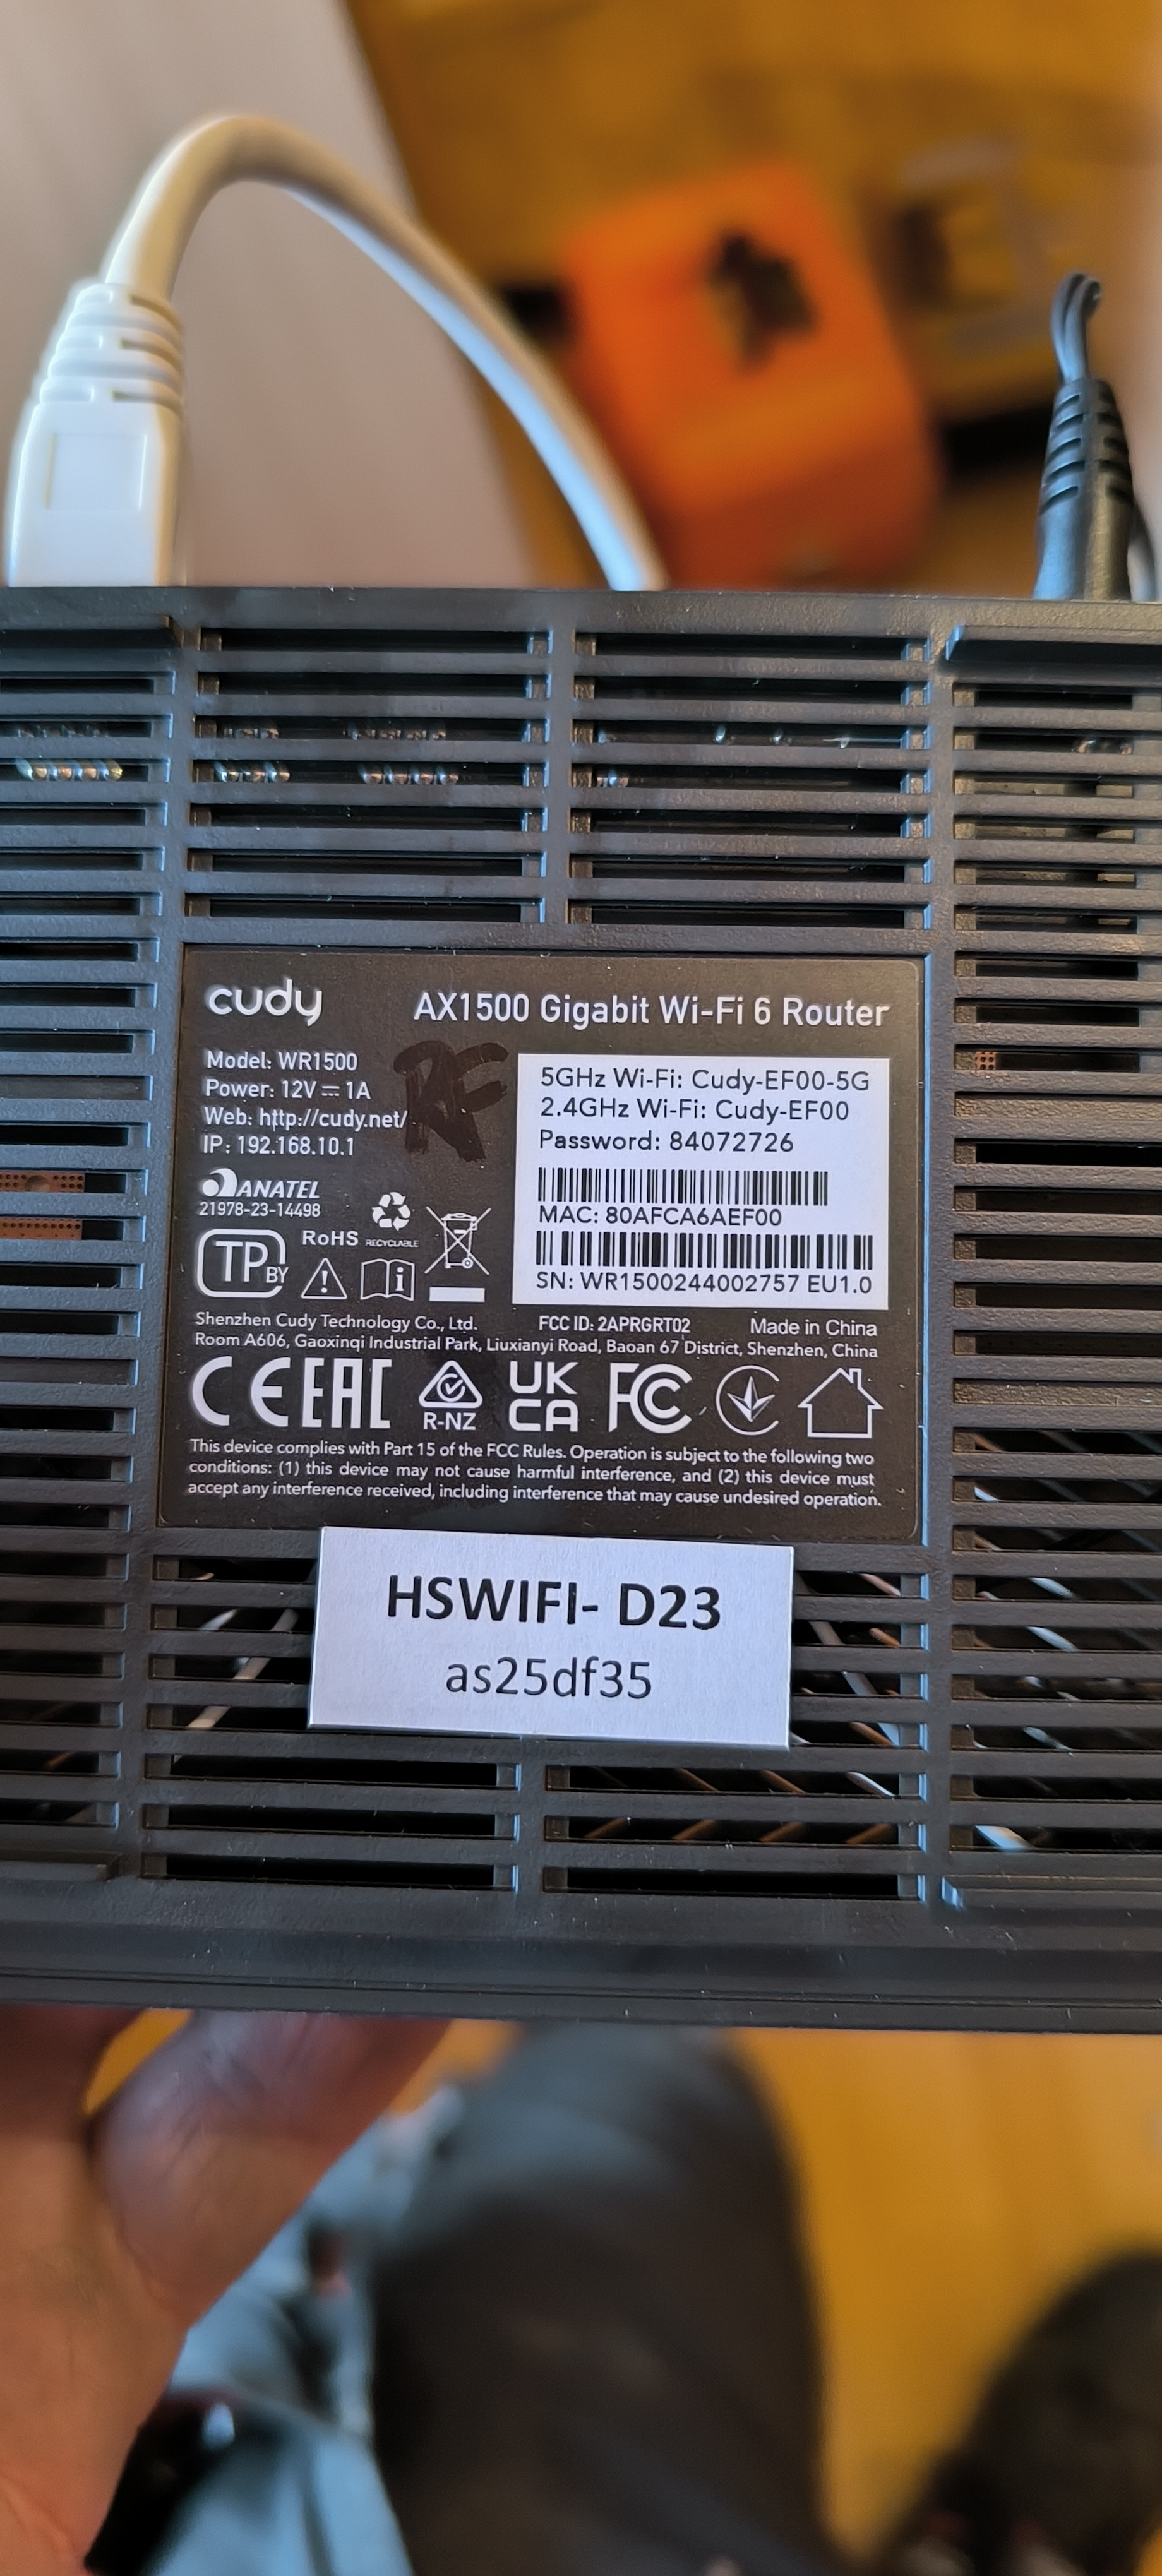 cudy
AX1500 Gigabit Wi-Fi 6 Router
Model: WR1500
Power: 12V ⎓ 1A
Web: http://cudy.net/
IP: 192.168.10.1
RF
5GHz Wi-Fi: Cudy-EF00-5G
2.4GHz Wi-Fi: Cudy-EF00
Password: 84072726
MAC: 80AFCA6AEF00
SN: WR1500244002757 EU1.0
ANATEL
21978-23-14498
TP BY
RoHS
RECYCLABLE
Shenzhen Cudy Technology Co., Ltd.
FCC ID: 2APRGRT02
Made in China
Room A606, Gaoxinqi Industrial Park, Liuxianyi Road, Baoan 67 District, Shenzhen, China
CE EAC R-NZ UK CA FC
This device complies with Part 15 of the FCC Rules. Operation is subject to the following two
conditions: (1) this device may not cause harmful interference, and (2) this device must
accept any interference received, including interference that may cause undesired operation.
HSWIFI- D23
as25df35